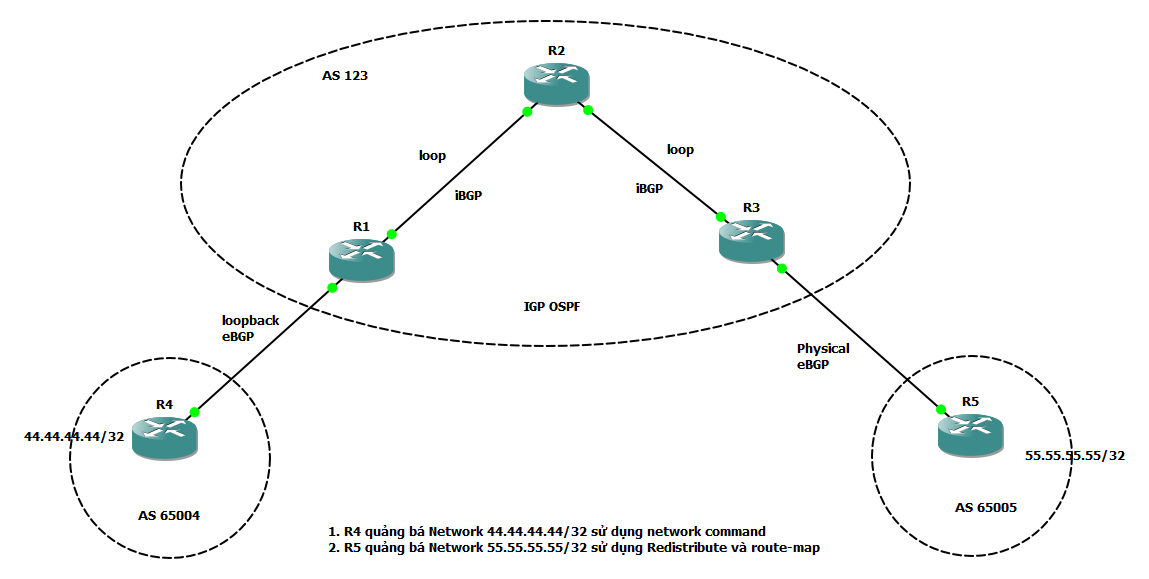 R2
AS 123
loop
loop
iBGP
iBGP
R3
R1
IGP OSPF
loopback
eBGP
Physical
eBGP
R4
R5
44.44.44.44/32
55.55.55.55/32
AS 65004
AS 65005
1. R4 quảng bá Network 44.44.44.44/32 sử dụng network command
2. R5 quảng bá Network 55.55.55.55/32 sử dụng Redistribute và route-map